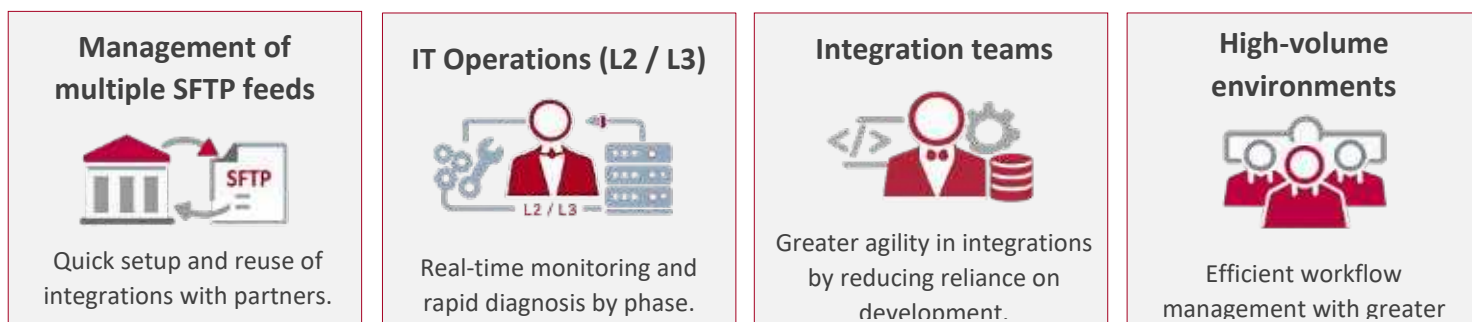 Management of
multiple SFTP feeds
SFTP
Quick setup and reuse of
integrations with partners.
IT Operations (L2 / L3)
L2 / L3
Real-time monitoring and
rapid diagnosis by phase.
Integration teams
</>
Greater agility in integrations
by reducing reliance on
development.
High-volume
environments
Efficient workflow
management with greater